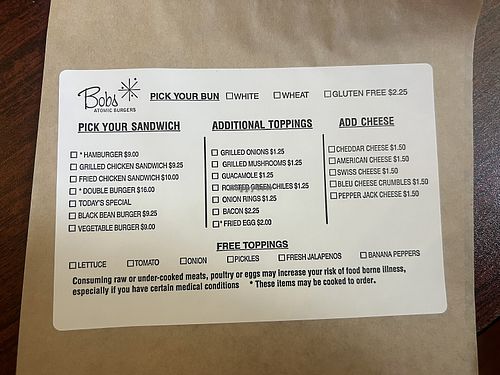 Bobs
ATOMIC BURGERS
PICK YOUR BUN ☐WHITE ☐WHEAT ☐GLUTEN FREE $2.25
PICK YOUR SANDWICH
☐ * HAMBURGER $9.00
☐ GRILLED CHICKEN SANDWICH $9.25
☐ FRIED CHICKEN SANDWICH $10.00
☐ * DOUBLE BURGER $16.00
☐ TODAY'S SPECIAL
☐ BLACK BEAN BURGER $9.25
☐ VEGETABLE BURGER $9.00
ADDITIONAL TOPPINGS
☐ GRILLED ONIONS $1.25
☐ GRILLED MUSHROOMS $1.25
☐ GUACAMOLE $1.25
☐ ROASTED GREEN CHILES $1.25
☐ ONION RINGS $1.25
☐ BACON $2.25
☐ * FRIED EGG $2.00
ADD CHEESE
☐ CHEDDAR CHEESE $1.50
☐ AMERICAN CHEESE $1.50
☐ SWISS CHEESE $1.50
☐ BLEU CHEESE CRUMBLES $1.50
☐ PEPPER JACK CHEESE $1.50
FREE TOPPINGS
☐LETTUCE ☐TOMATO ☐ONION ☐PICKLES ☐FRESH JALAPENOS ☐BANANA PEPPERS
Consuming raw or under-cooked meats, poultry or eggs may increase your risk of food borne illness,
especially if you have certain medical conditions * These items may be cooked to order.